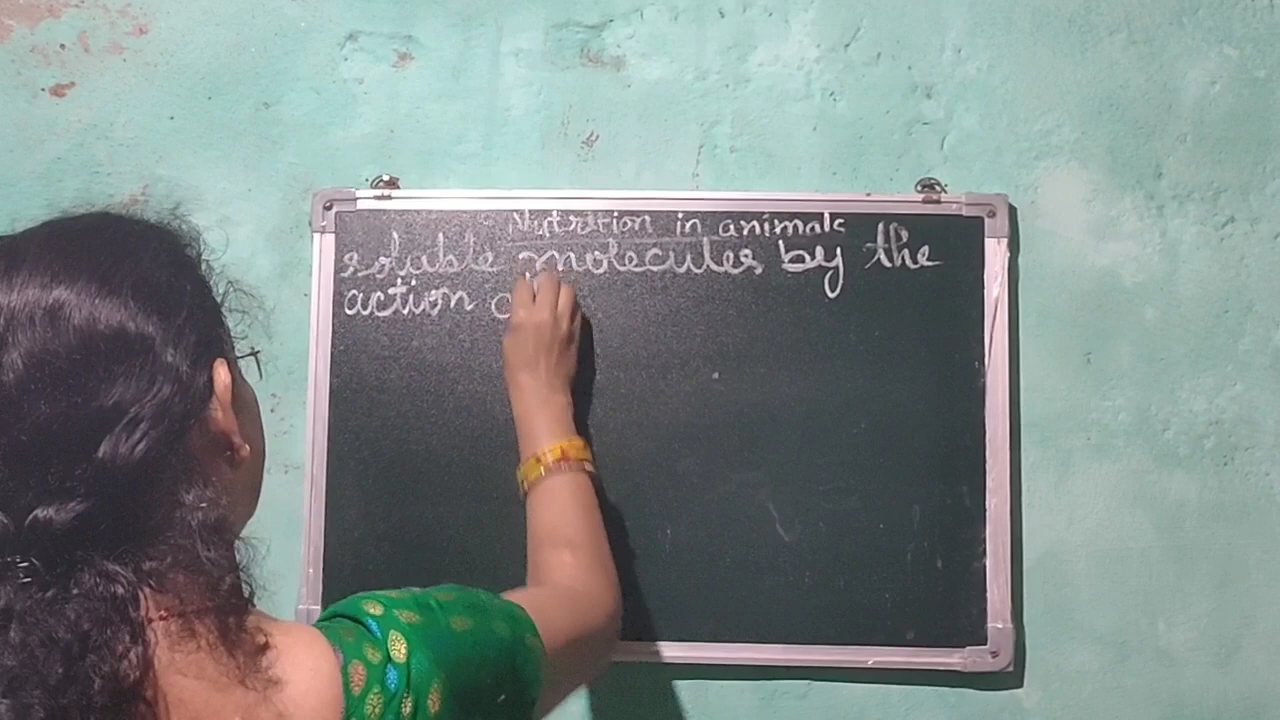 Nutrition in animals
soluble molecules by the
action